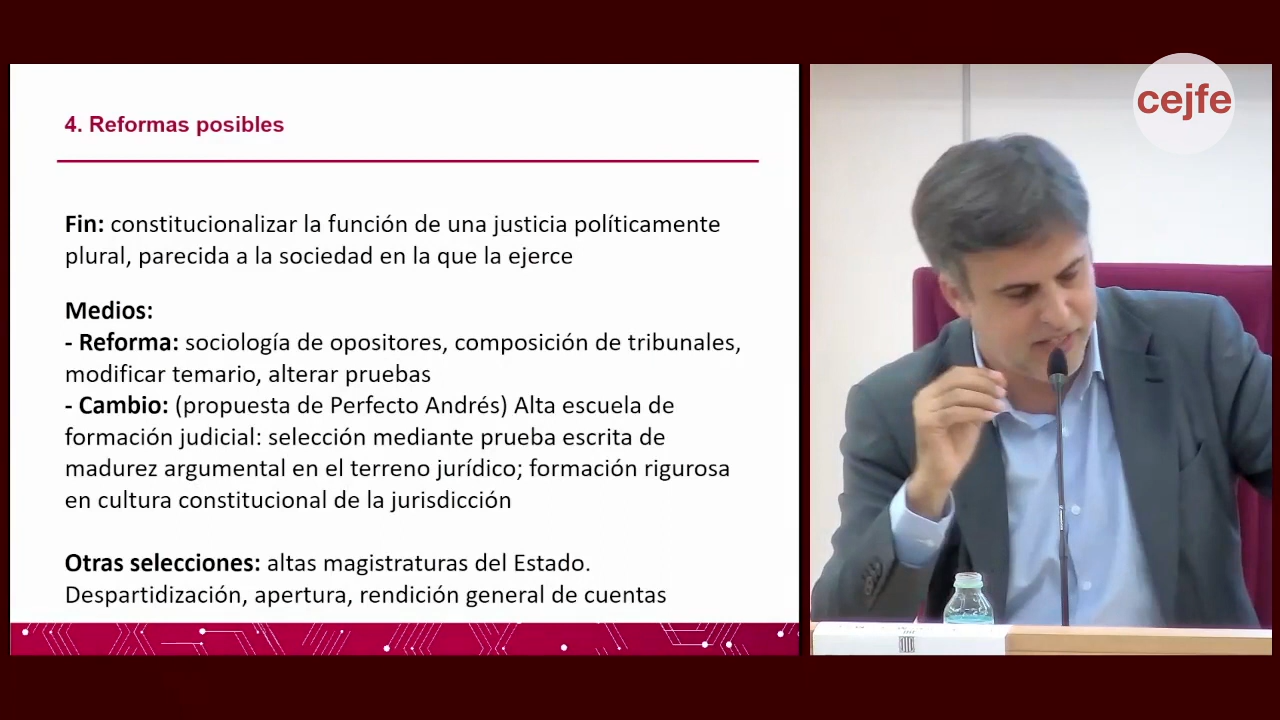 4. Reformas posibles
Fin: constitucionalizar la función de una justicia políticamente
plural, parecida a la sociedad en la que la ejerce
Medios:
- Reforma: sociología de opositores, composición de tribunales,
modificar temario, alterar pruebas
- Cambio: (propuesta de Perfecto Andrés) Alta escuela de
formación judicial: selección mediante prueba escrita de
madurez argumental en el terreno jurídico; formación rigurosa
en cultura constitucional de la jurisdicción
Otras selecciones: altas magistraturas del Estado.
Despartidización, apertura, rendición general de cuentas
cejfe